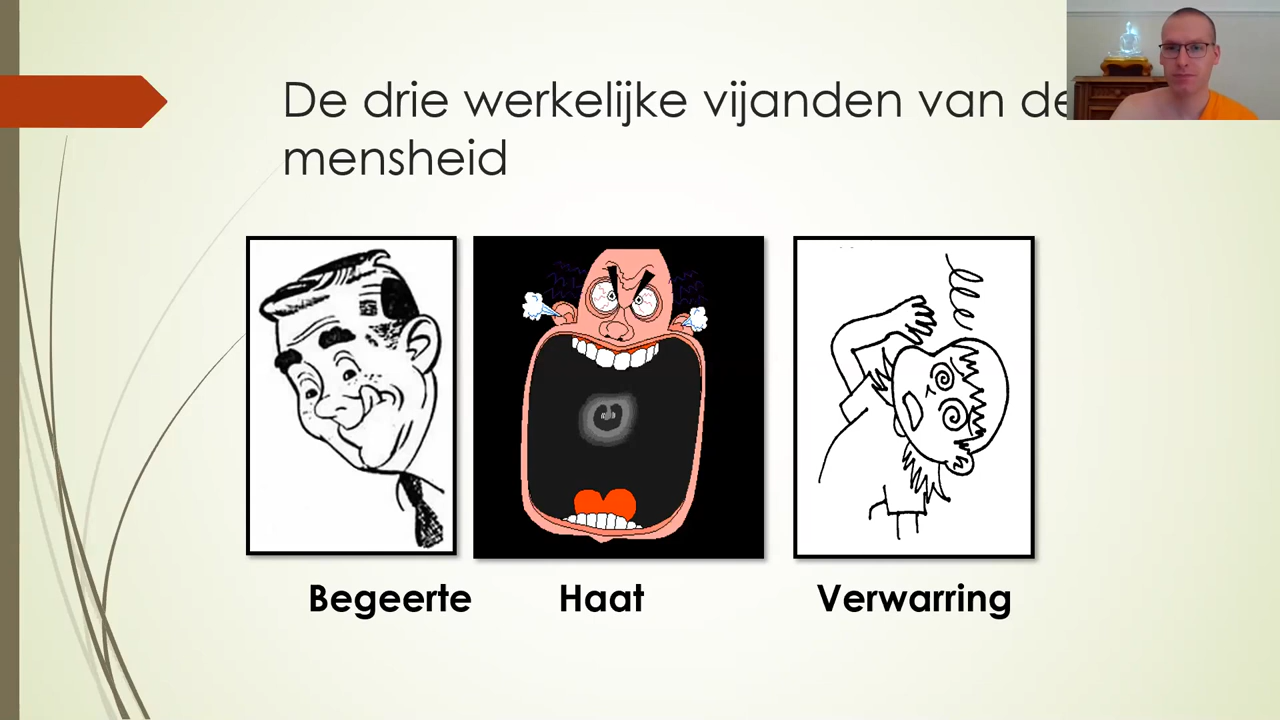 De drie werkelijke vijanden van de
mensheid
Begeerte
Haat
Verwarring